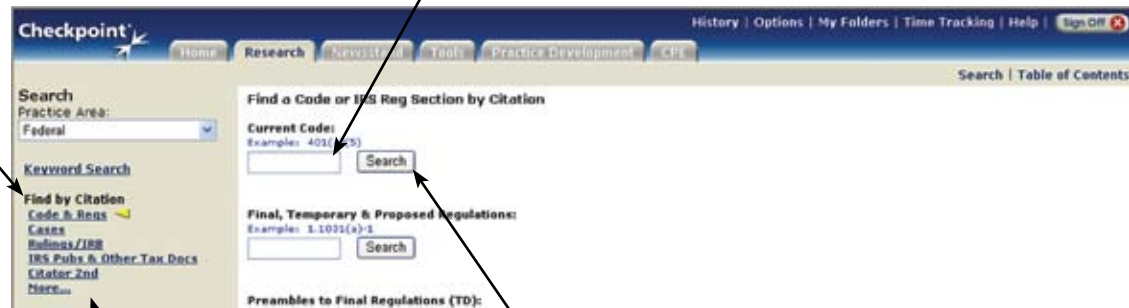 Checkpoint
History | Options | My Folders | Time Tracking | Help | Sign Off
Home Research Newsstand Tools Practice Development CPE
Search | Table of Contents
Search
Practice Area:
Federal
Keyword Search
Find by Citation
Code & Regs
Cases
Rulings/IRB
IRS Pubs & Other Tax Docs
Citator 2nd
More...
Find a Code or IRS Reg Section by Citation
Current Code:
Example:
Search
Final, Temporary & Proposed Regulations:
Example: 1.1031(a)-1
Search
Preambles to Final Regulations (TD):